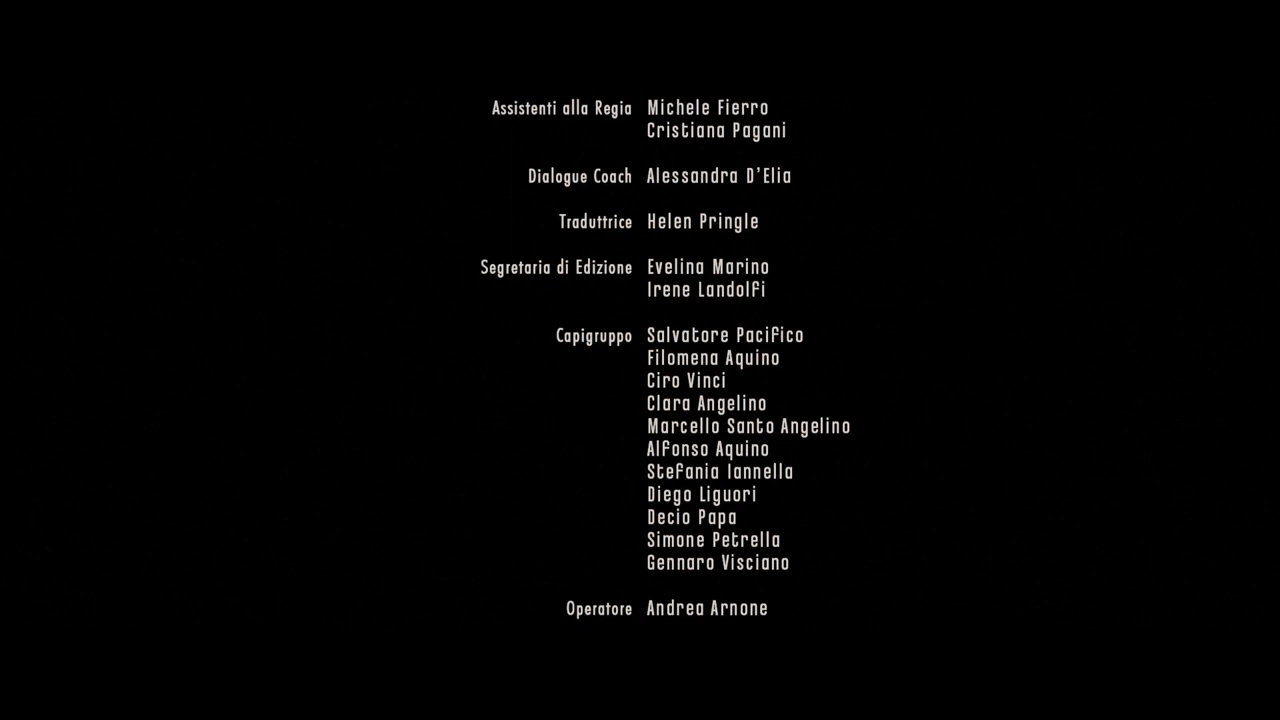 Assistenti alla Regia Michele Fierro
Cristiana Pagani
Dialogue Coach Alessandra D'Elia
Traduttrice Helen Pringle
Segretaria di Edizione Evelina Marino
Irene Landolfi
Capigruppo Salvatore Pacifico
Filomena Aquino
Ciro Vinci
Clara Angelino
Marcello Santo Angelino
Alfonso Aquino
Stefania Iannella
Diego Liguori
Decio Papa
Simone Petrella
Gennaro Visciano
Operatore Andrea Arnone